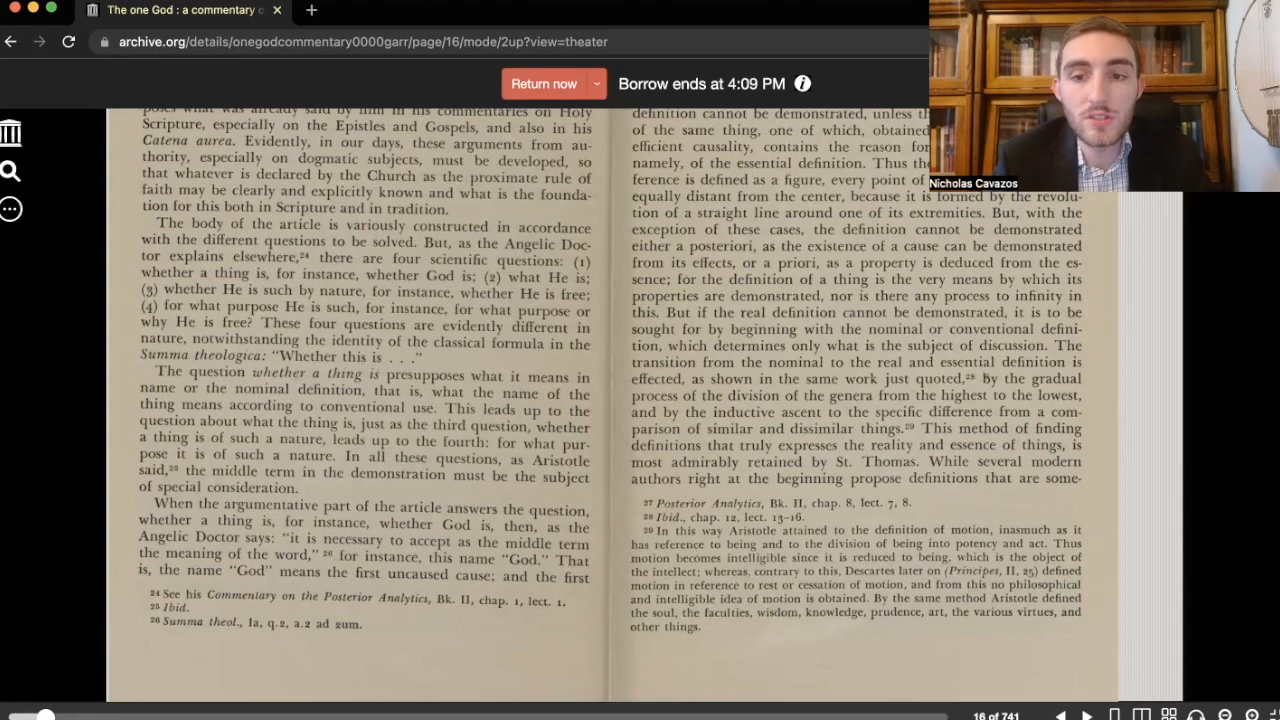 The one God : a commentary o
archive.org/details/onegodcommentary0000garr/page/16/mode/2up?view=theater
Return now
Borrow ends at 4:09 PM
poses what was already said by him in his commentaries on Holy
Scripture, especially on the Epistles and Gospels, and also in his
Catena aurea. Evidently, in our days, these arguments from au-
thority, especially on dogmatic subjects, must be developed, so
that whatever is declared by the Church as the proximate rule of
faith may be clearly and explicitly known and what is the founda-
tion for this both in Scripture and in tradition.
The body of the article is variously constructed in accordance
with the different questions to be solved. But, as the Angelic Doc-
tor explains elsewhere,24 there are four scientific questions: (1)
whether a thing is, for instance, whether God is; (2) what He is;
(3) whether He is such by nature, for instance, whether He is free;
(4) for what purpose He is such, for instance, for what purpose or
why He is free? These four questions are evidently different in
nature, notwithstanding the identity of the classical formula in the
Summa theologica: "Whether this is . . ."
The question whether a thing is presupposes what it means in
name or the nominal definition, that is, what the name of the
thing means according to conventional use. This leads up to the
question about what the thing is, just as the third question, whether
a thing is of such a nature, leads up to the fourth: for what pur-
pose it is of such a nature. In all these questions, as Aristotle
said,25 the middle term in the demonstration must be the subject
of special consideration.
When the argumentative part of the article answers the question,
whether a thing is, for instance, whether God is, then, as the
Angelic Doctor says: "it is necessary to accept as the middle term
the meaning of the word," 26 for instance, this name "God." That
is, the name "God" means the first uncaused cause; and the first
24 See his Commentary on the Posterior Analytics, Bk. II, chap. 1, lect. 1.
25 Ibid.
26 Summa theol., Ia, q.2, a.2 ad 2um.
definition cannot be demonstrated, unless th
of the same thing, one of which, obtained
efficient causality, contains the reason for
namely, of the essential definition. Thus the
ference is defined as a figure, every point of
equally distant from the center, because it is formed by the revolu-
tion of a straight line around one of its extremities. But, with the
exception of these cases, the definition cannot be demonstrated
either a posteriori, as the existence of a cause can be demonstrated
from its effects, or a priori, as a property is deduced from the es-
sence; for the definition of a thing is the very means by which its
properties are demonstrated, nor is there any process to infinity in
this. But if the real definition cannot be demonstrated, it is to be
sought for by beginning with the nominal or conventional defini-
tion, which determines only what is the subject of discussion. The
transition from the nominal to the real and essential definition is
effected, as shown in the same work just quoted,28 by the gradual
process of the division of the genera from the highest to the lowest,
and by the inductive ascent to the specific difference from a com-
parison of similar and dissimilar things.29 This method of finding
definitions that truly expresses the reality and essence of things, is
most admirably retained by St. Thomas. While several modern
authors right at the beginning propose definitions that are some-
27 Posterior Analytics, Bk. II, chap. 8, lect. 7, 8.
28 Ibid., chap. 12, lect. 13–16.
29 In this way Aristotle attained to the definition of motion, inasmuch as it
has reference to being and to the division of being into potency and act. Thus
motion becomes intelligible since it is reduced to being, which is the object of
the intellect; whereas, contrary to this, Descartes later on (Principes, II, 25) defined
motion in reference to rest or cessation of motion, and from this no philosophical
and intelligible idea of motion is obtained. By the same method Aristotle defined
the soul, the faculties, wisdom, knowledge, prudence, art, the various virtues, and
other things.
Nicholas Cavazos
16 of 741